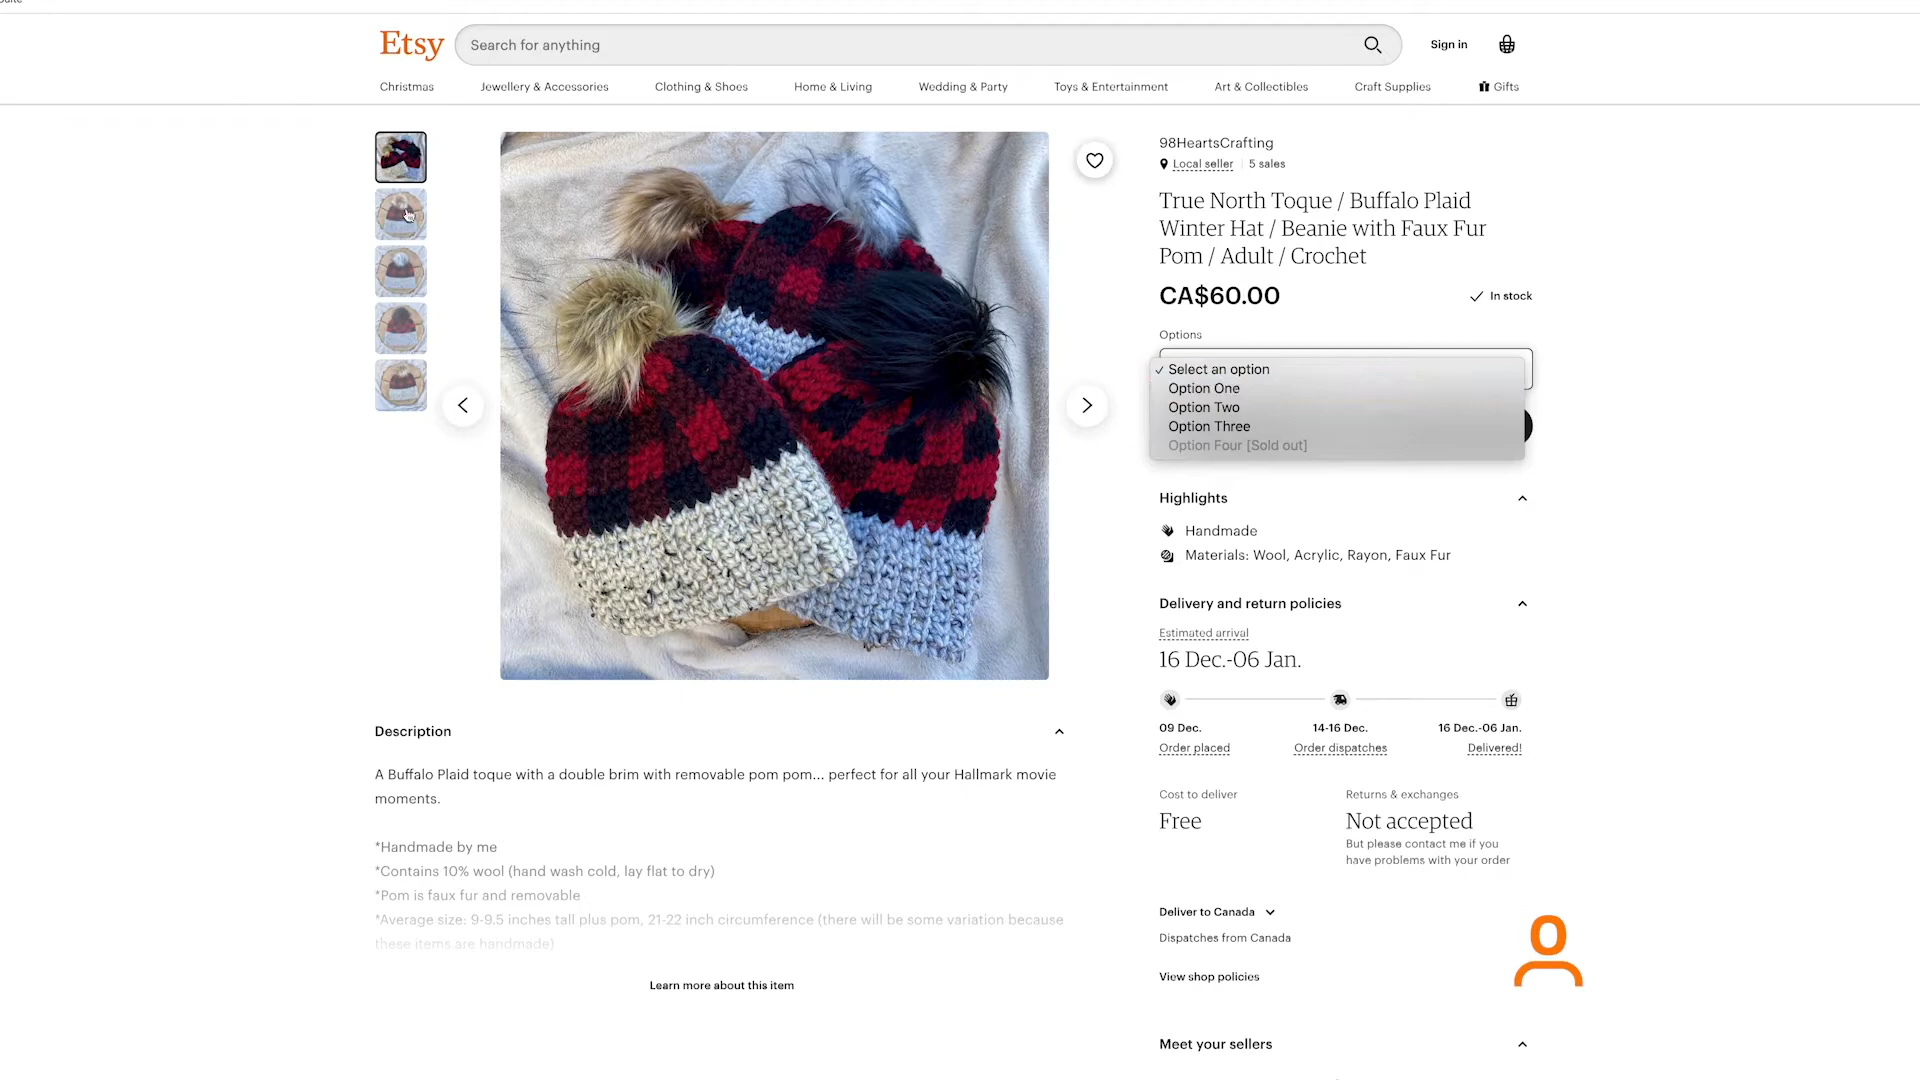 Etsy
Search for anything
Sign in
Christmas
Jewellery & Accessories
Clothing & Shoes
Home & Living
Wedding & Party
Toys & Entertainment
Art & Collectibles
Craft Supplies
Gifts
98HeartsCrafting
Local seller
5 sales
True North Toque / Buffalo Plaid
Winter Hat / Beanie with Faux Fur
Pom / Adult / Crochet
CA$60.00
In stock
Options
Select an option
Option One
Option Two
Option Three
Option Four [Sold out]
Highlights
Handmade
Materials: Wool, Acrylic, Rayon, Faux Fur
Delivery and return policies
Estimated arrival
16 Dec.-06 Jan.
09 Dec.
14-16 Dec.
16 Dec.-06 Jan.
Order placed
Order dispatches
Delivered!
Cost to deliver
Free
Returns & exchanges
Not accepted
But please contact me if you
have problems with your order
Deliver to Canada
Dispatches from Canada
View shop policies
Meet your sellers
Description
A Buffalo Plaid toque with a double brim with removable pom pom... perfect for all your Hallmark movie
moments.
*Handmade by me
*Contains 10% wool (hand wash cold, lay flat to dry)
*Pom is faux fur and removable
*Average size: 9-9.5 inches tall plus pom, 21-22 inch circumference (there will be some variation because
these items are handmade)
Learn more about this item